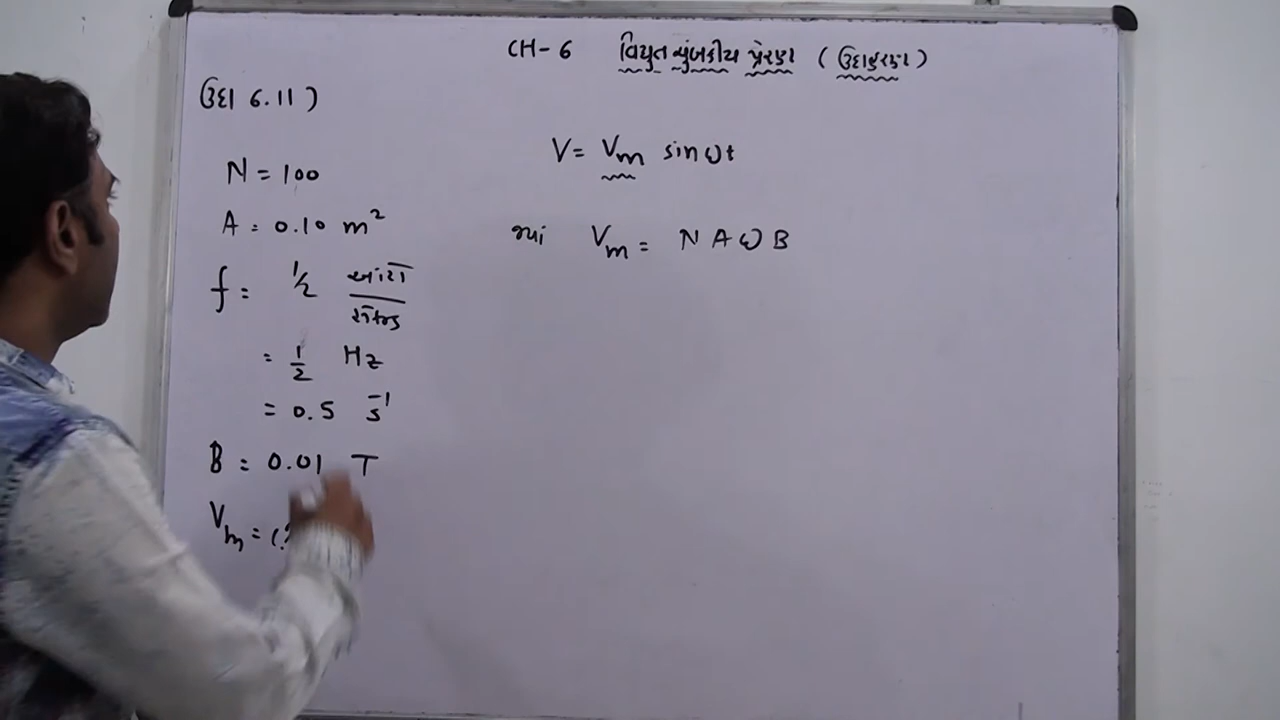 CH-6 વિદ્યુત ચુંબકીય પ્રેરણ (ઉદાહરણ)
ઉદા 6.11)
N = 100
A = 0.10 m²
f = 1/2 આંટા / સેકન્ડ
= 1/2 Hz
= 0.5 s⁻¹
B = 0.01 T
Vm = (?
V = Vm sin ωt
જ્યાં Vm = N A ω B